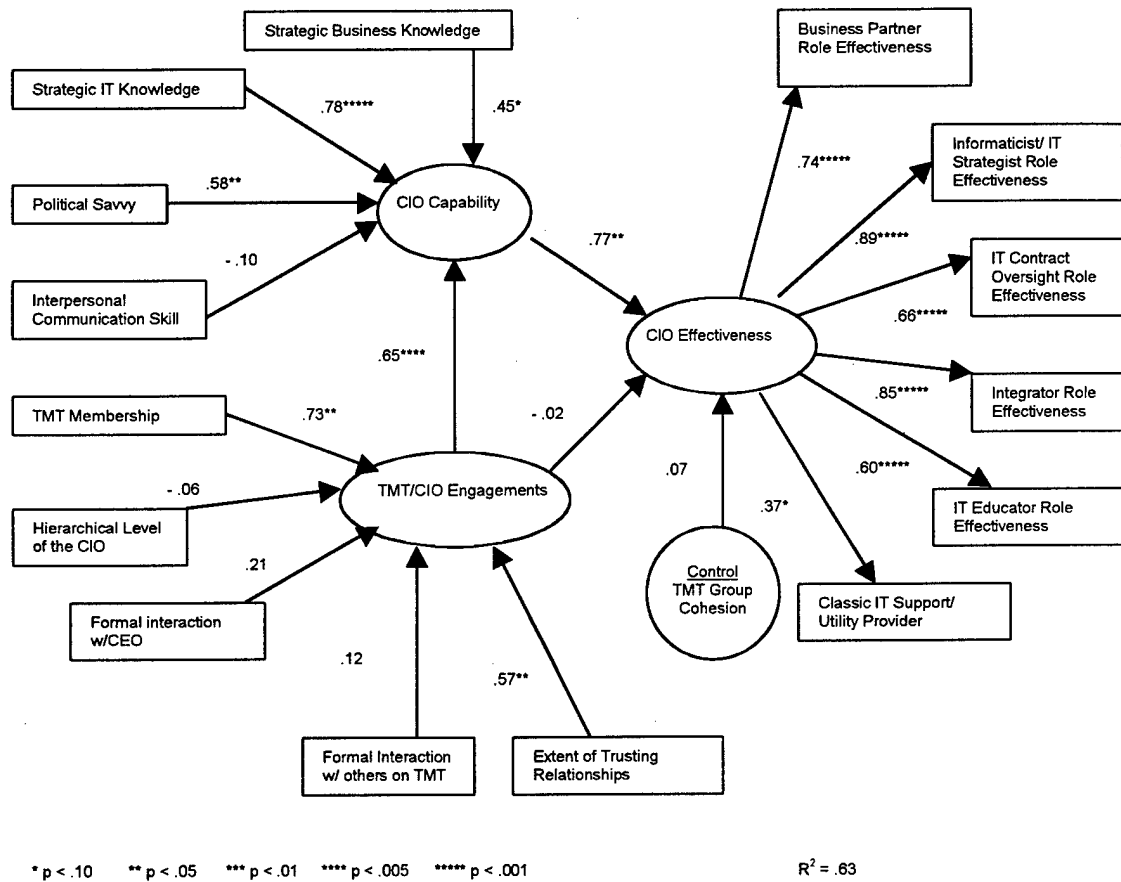 Strategic Business Knowledge
Business Partner
Role Effectiveness
Strategic IT Knowledge
.78*****
.45*
Informaticist/ IT
Strategist Role
Effectiveness
.74*****
Political Savvy
.58**
CIO Capability
- .10
.77**
.89*****
IT Contract
Oversight Role
Effectiveness
Interpersonal
Communication Skill
.66*****
CIO Effectiveness
.65****
.85*****
Integrator Role
Effectiveness
TMT Membership
.73**
- .02
.07
.60*****
TMT/CIO Engagements
- .06
.37*
IT Educator Role
Effectiveness
Hierarchical Level
of the CIO
.21
Control
TMT Group
Cohesion
Classic IT Support/
Utility Provider
Formal interaction
w/CEO
.12
.57**
Formal Interaction
w/ others on TMT
Extent of Trusting
Relationships
* p < .10 ** p < .05 *** p < .01 **** p < .005 ***** p < .001
R² = .63